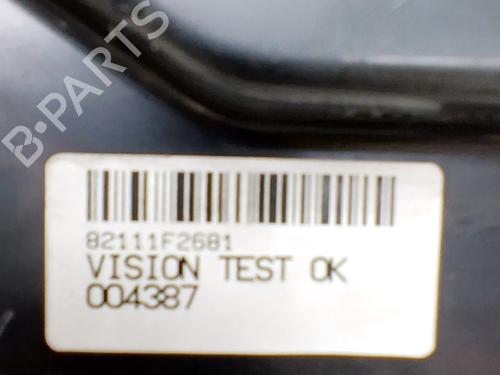 B-PARTS
82111F2681
VISION TEST OK
004387